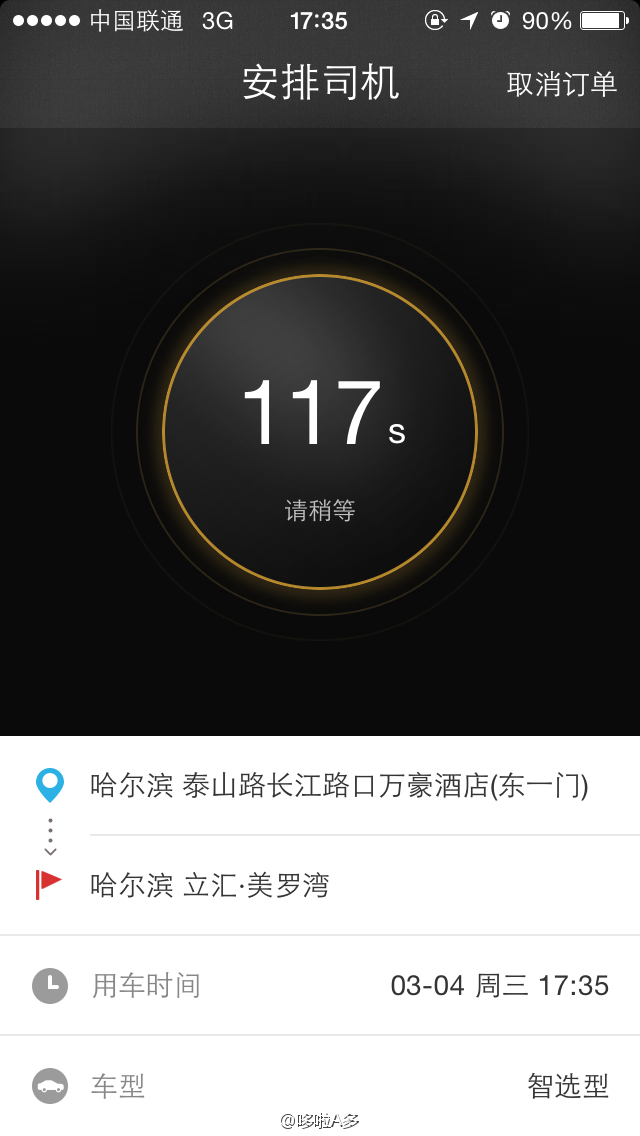 中国联通 3G 17:35 90%
安排司机 取消订单
117s
请稍等
哈尔滨 泰山路长江路口万豪酒店(东一门)
哈尔滨 立汇·美罗湾
用车时间 03-04 周三 17:35
车型 智选型
@哆啦A多